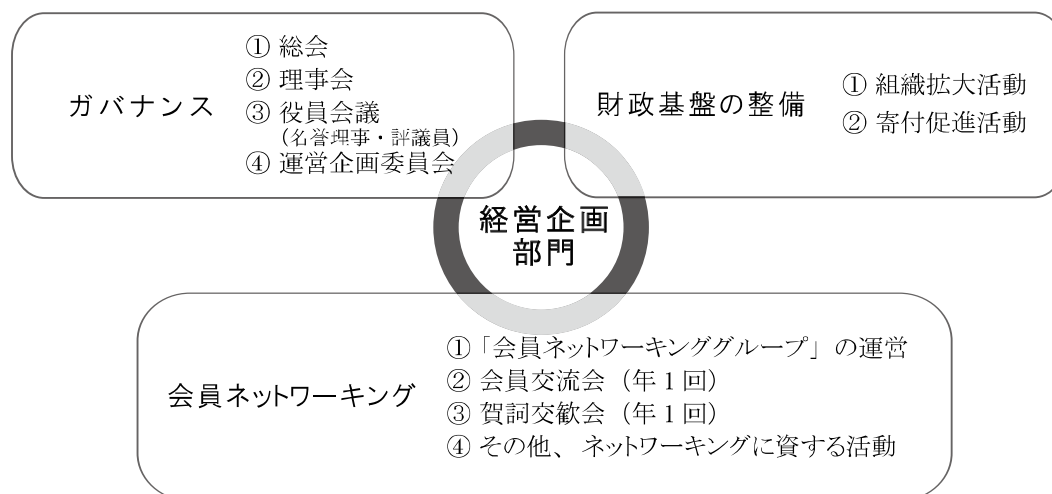 ガバナンス
① 総会
② 理事会
③ 役員会議
(名誉理事・評議員)
④ 運営企画委員会
財政基盤の整備
① 組織拡大活動
② 寄付促進活動
経営企画
部門
会員ネットワーキング
① 「会員ネットワーキンググループ」の運営
② 会員交流会 (年1回)
③ 賀詞交歓会 (年1回)
④ その他、ネットワーキングに資する活動